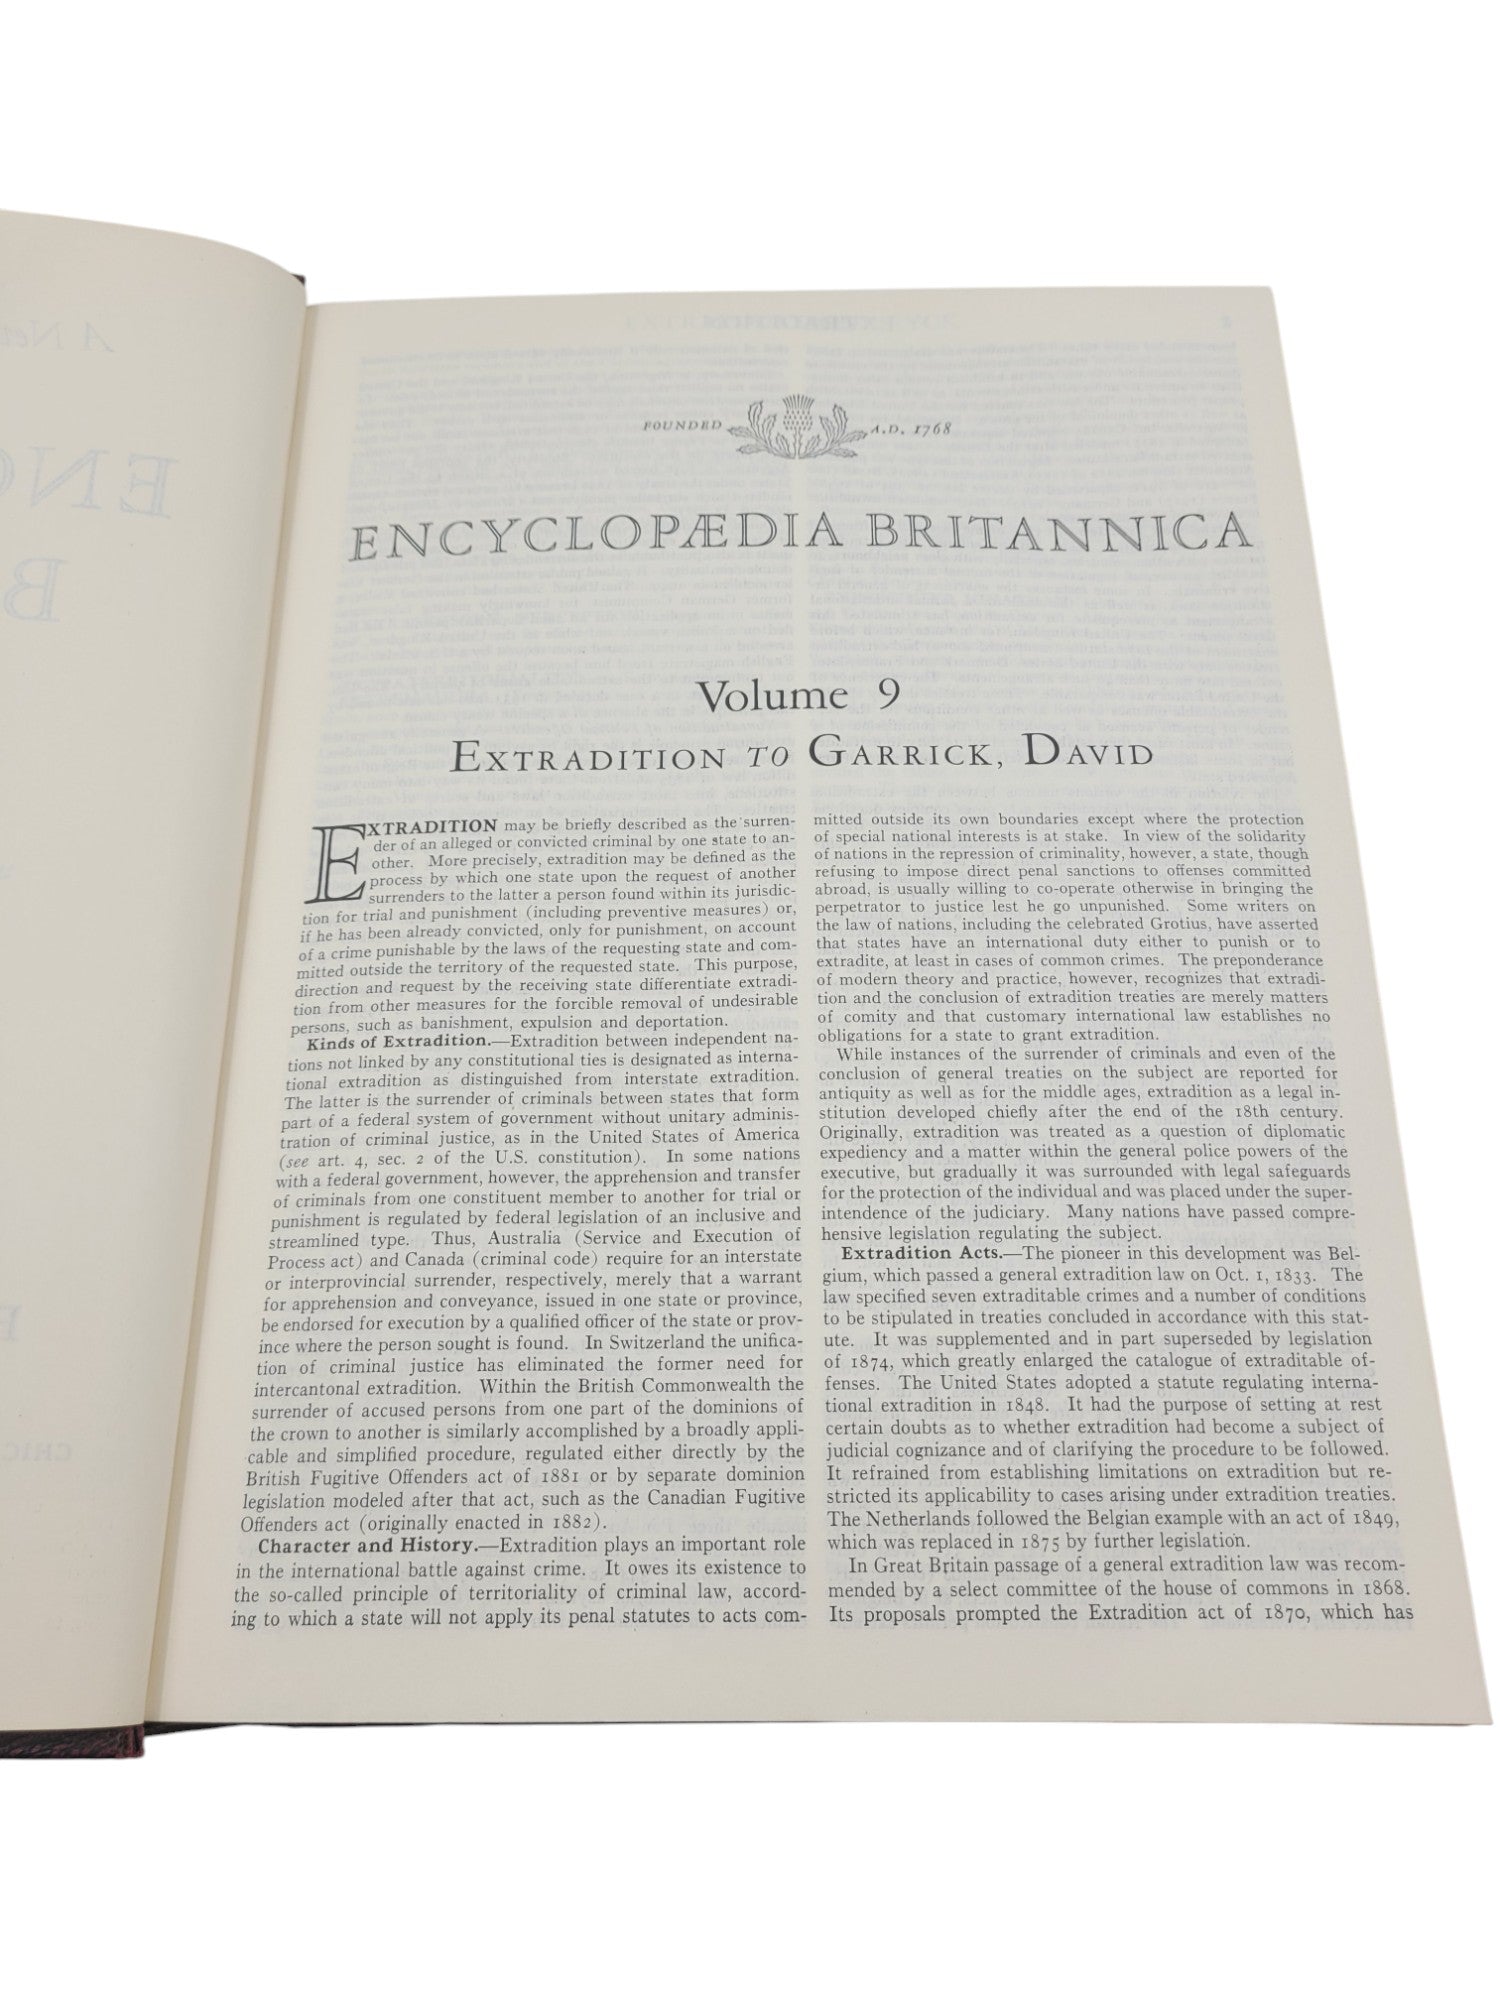 FOUNDED A.D. 1768
ENCYCLOPÆDIA BRITANNICA
Volume 9
EXTRADITION TO GARRICK, DAVID
EXTRADITION may be briefly described as the surren-
der of an alleged or convicted criminal by one state to an-
other. More precisely, extradition may be defined as the
process by which one state upon the request of another
surrenders to the latter a person found within its jurisdic-
tion for trial and punishment (including preventive measures) or,
if he has been already convicted, only for punishment, on account
of a crime punishable by the laws of the requesting state and com-
mitted outside the territory of the requested state. This purpose,
direction and request by the receiving state differentiate extradi-
tion from other measures for the forcible removal of undesirable
persons, such as banishment, expulsion and deportation.
Kinds of Extradition.—Extradition between independent na-
tions not linked by any constitutional ties is designated as interna-
tional extradition as distinguished from interstate extradition.
The latter is the surrender of criminals between states that form
part of a federal system of government without unitary adminis-
tration of criminal justice, as in the United States of America
(see art. 4, sec. 2 of the U.S. constitution). In some nations
with a federal government, however, the apprehension and transfer
of criminals from one constituent member to another for trial or
punishment is regulated by federal legislation of an inclusive and
streamlined type. Thus, Australia (Service and Execution of
Process act) and Canada (criminal code) require for an interstate
or interprovincial surrender, respectively, merely that a warrant
for apprehension and conveyance, issued in one state or province,
be endorsed for execution by a qualified officer of the state or prov-
ince where the person sought is found. In Switzerland the unifica-
tion of criminal justice has eliminated the former need for
intercantonal extradition. Within the British Commonwealth the
surrender of accused persons from one part of the dominions of
the crown to another is similarly accomplished by a broadly appli-
cable and simplified procedure, regulated either directly by the
British Fugitive Offenders act of 1881 or by separate dominion
legislation modeled after that act, such as the Canadian Fugitive
Offenders act (originally enacted in 1882).
Character and History.—Extradition plays an important role
in the international battle against crime. It owes its existence to
the so-called principle of territoriality of criminal law, accord-
ing to which a state will not apply its penal statutes to acts com-
mitted outside its own boundaries except where the protection
of special national interests is at stake. In view of the solidarity
of nations in the repression of criminality, however, a state, though
refusing to impose direct penal sanctions to offenses committed
abroad, is usually willing to co-operate otherwise in bringing the
perpetrator to justice lest he go unpunished. Some writers on
the law of nations, including the celebrated Grotius, have asserted
that states have an international duty either to punish or to
extradite, at least in cases of common crimes. The preponderance
of modern theory and practice, however, recognizes that extradi-
tion and the conclusion of extradition treaties are merely matters
of comity and that customary international law establishes no
obligations for a state to grant extradition.
While instances of the surrender of criminals and even of the
conclusion of general treaties on the subject are reported for
antiquity as well as for the middle ages, extradition as a legal in-
stitution developed chiefly after the end of the 18th century.
Originally, extradition was treated as a question of diplomatic
expediency and a matter within the general police powers of the
executive, but gradually it was surrounded with legal safeguards
for the protection of the individual and was placed under the super-
intendence of the judiciary. Many nations have passed compre-
hensive legislation regulating the subject.
Extradition Acts.—The pioneer in this development was Bel-
gium, which passed a general extradition law on Oct. 1, 1833. The
law specified seven extraditable crimes and a number of conditions
to be stipulated in treaties concluded in accordance with this stat-
ute. It was supplemented and in part superseded by legislation
of 1874, which greatly enlarged the catalogue of extraditable of-
fenses. The United States adopted a statute regulating interna-
tional extradition in 1848. It had the purpose of setting at rest
certain doubts as to whether extradition had become a subject of
judicial cognizance and of clarifying the procedure to be followed.
It refrained from establishing limitations on extradition but re-
stricted its applicability to cases arising under extradition treaties.
The Netherlands followed the Belgian example with an act of 1849,
which was replaced in 1875 by further legislation.
In Great Britain passage of a general extradition law was recom-
mended by a select committee of the house of commons in 1868.
Its proposals prompted the Extradition act of 1870, which has